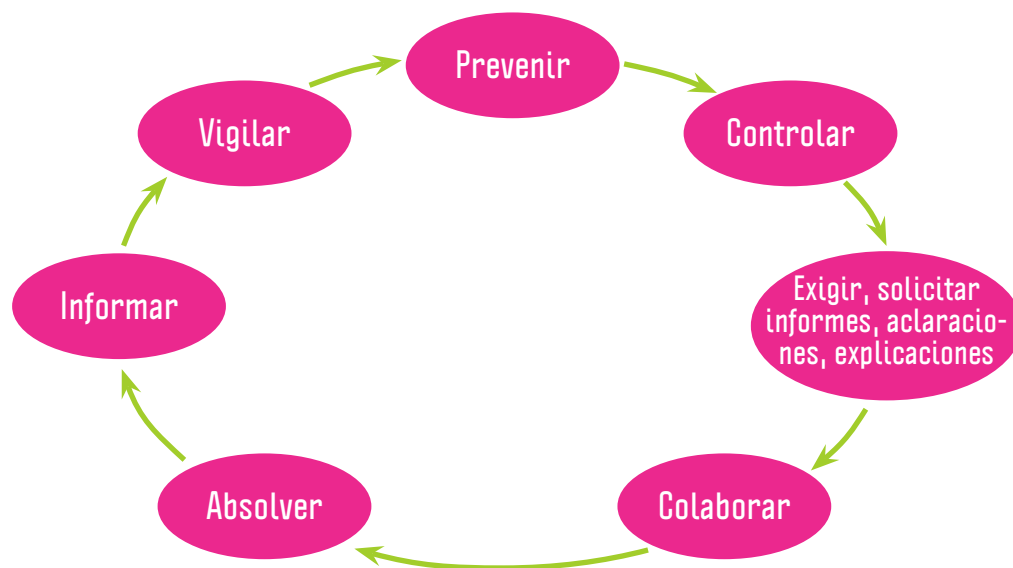 Prevenir
Controlar
Exigir, solicitar
informes, aclaracio-
nes, explicaciones
Colaborar
Absolver
Informar
Vigilar